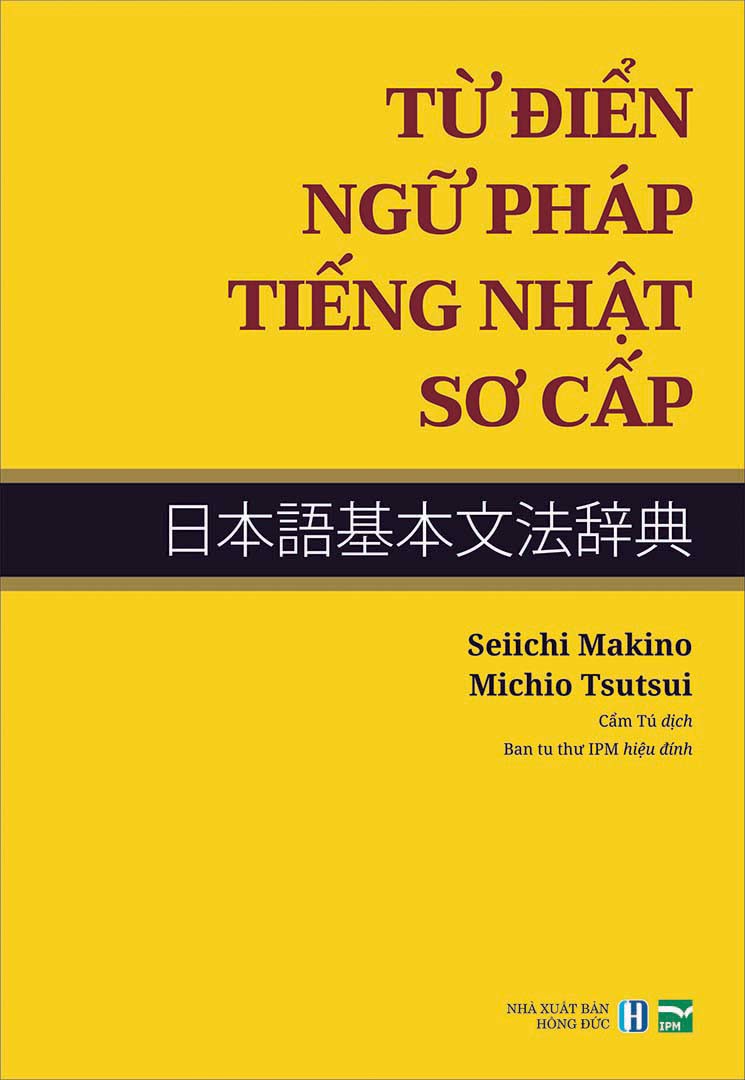 TỪ ĐIỂN
NGỮ PHÁP
TIẾNG NHẬT
SƠ CẤP
日本語基本文法辞典
Seiichi Makino
Michio Tsutsui
Cẩm Tú dịch
Ban tu thư IPM hiệu đính
NHÀ XUẤT BẢN
HỒNG ĐỨC
H
IPM